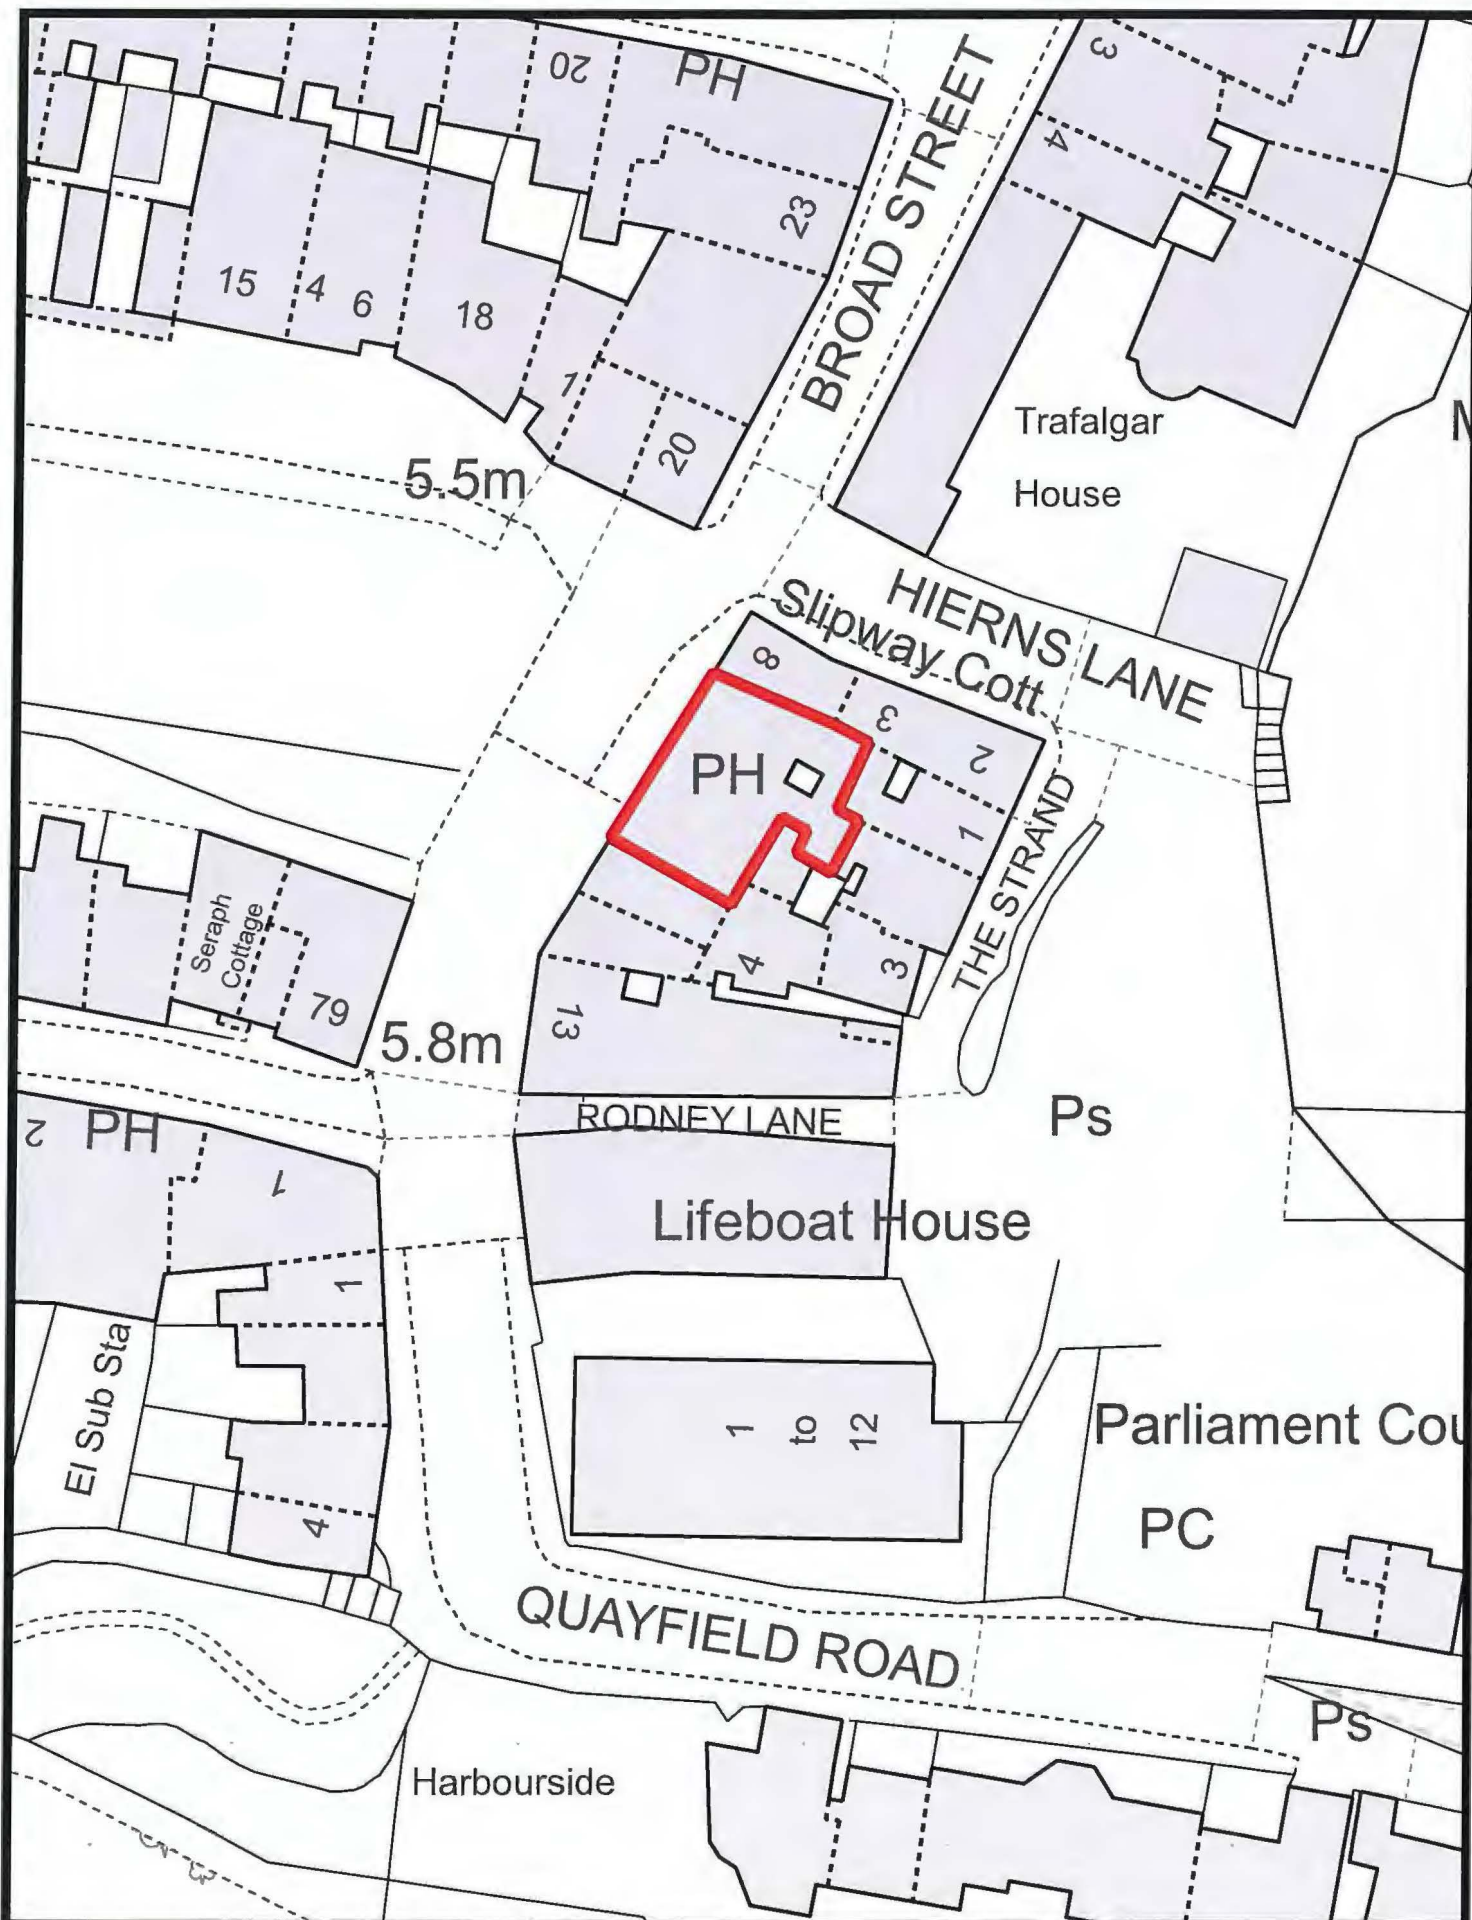 20
PH
BROAD STREET
3
4
23
15
4
6
18
1
20
5.5m
Trafalgar
House
HIERNS LANE
Slipway Cott
8
3
2
PH
1
THE STRAND
Seraph
Cottage
79
4
3
13
5.8m
RODNEY LANE
Ps
2
PH
1
Lifeboat House
1
El Sub Sta
1
to
12
Parliament Cou
4
PC
QUAYFIELD ROAD
Ps
Harbourside